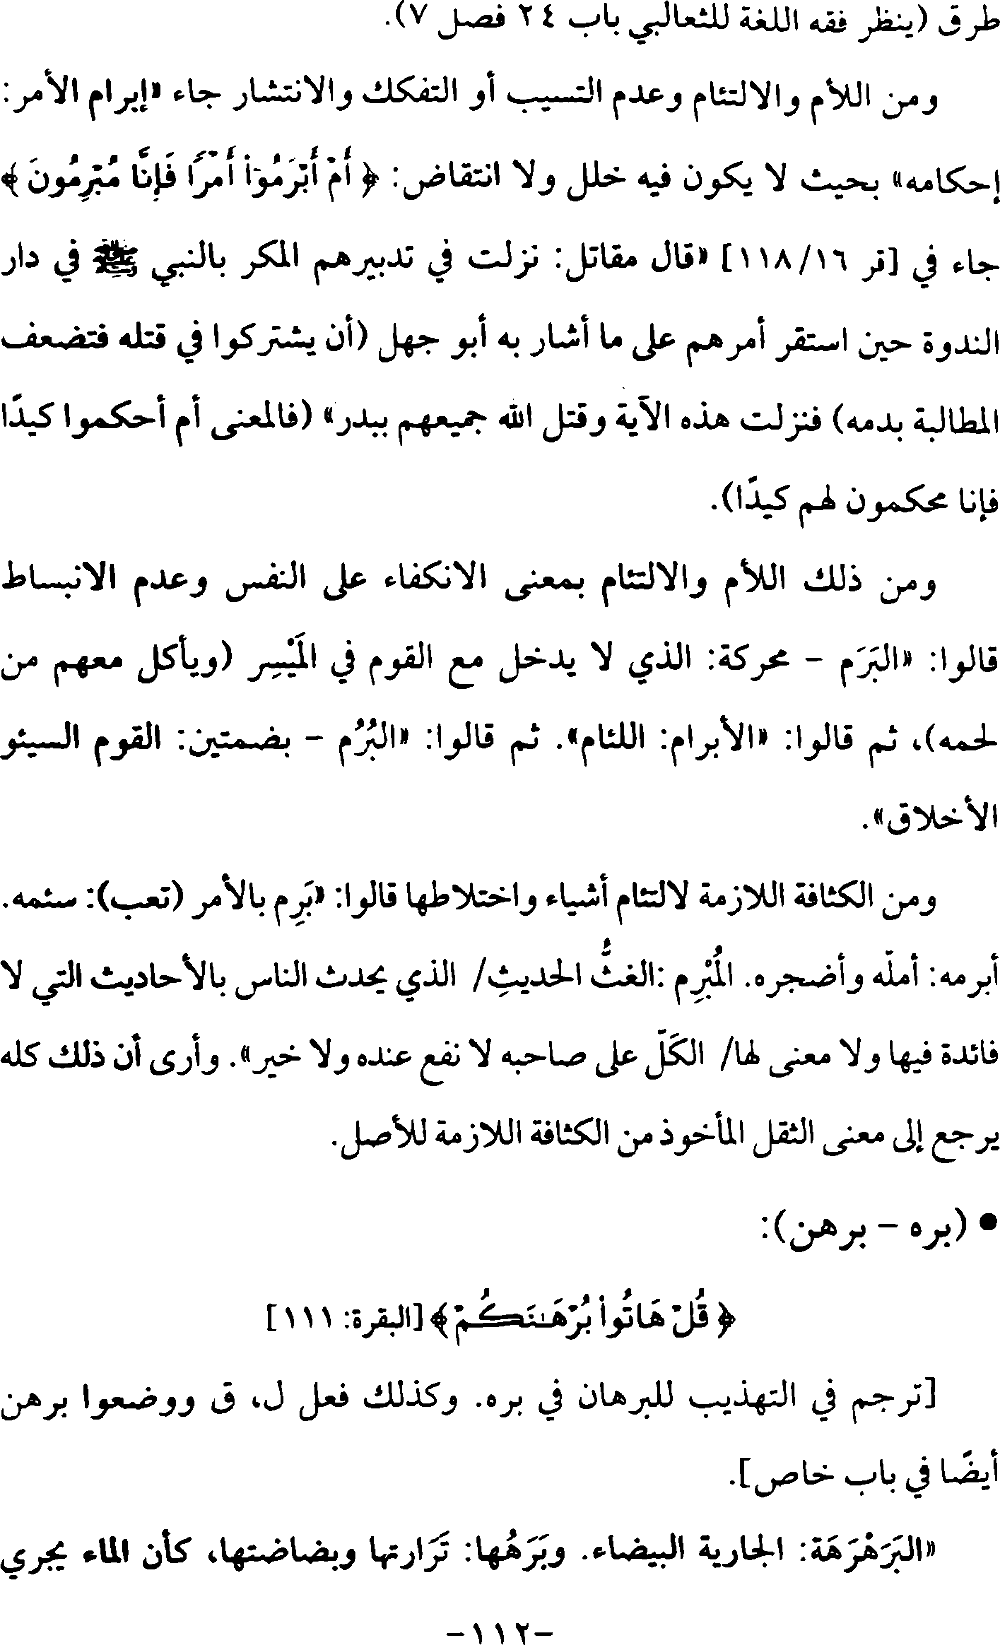 طرق (ينظر فقه اللغة للثعالبي باب ٢٤ فصل ٧).
ومن اللأم والالتئام وعدم التسيب أو التفكك والانتشار جاء «إبرام الأمر:
إحكامه» بحيث لا يكون فيه خلل ولا انتقاض: ﴿ أَمْ أَبْرَمُوٓاْ أَمْرًا فَإِنَّا مُبْرِمُونَ ﴾
جاء في [قر ١١٨/١٦] «قال مقاتل: نزلت في تدبيرهم المكر بالنبي ﷺ في دار
الندوة حين استقر أمرهم على ما أشار به أبو جهل (أن يشتركوا في قتله فتضعف
المطالبة بدمه) فنزلت هذه الآية وقتل الله جميعهم ببدر» (فالمعنى أم أحكموا كيدًا
فإنا محكمون لهم كيدًا).
ومن ذلك اللأم والالتئام بمعنى الانكفاء على النفس وعدم الانبساط
قالوا: «البَرَم - محركة: الذي لا يدخل مع القوم في المَيْسِر (ويأكل معهم من
لحمه)، ثم قالوا: «الأبرام: اللئام». ثم قالوا: «البُرُم - بضمتين: القوم السيئو
الأخلاق».
ومن الكثافة اللازمة لالتئام أشياء واختلاطها قالوا: «بَرِم بالأمر (تعب): سئمه.
أبرمه: أملّه وأضجره. المُبْرِم :الغثُّ الحديثِ/ الذي يحدث الناس بالأحاديث التي لا
فائدة فيها ولا معنى لها/ الكَلّ على صاحبه لا نفع عنده ولا خير». وأرى أن ذلك كله
يرجع إلى معنى الثقل المأخوذ من الكثافة اللازمة للأصل.
● (بره - برهن):
﴿ قُلْ هَاتُواْ بُرْهَـٰنَكُمْ ﴾ [البقرة: ١١١]
[ترجم في التهذيب للبرهان في بره. وكذلك فعل ل، ق ووضعوا برهن
أيضًا في باب خاص].
«البَرَهْرَهَة: الجارية البيضاء. وبَرَهُها: تَرَارتها وبضاضتها، كأن الماء يجري
-١١٢-